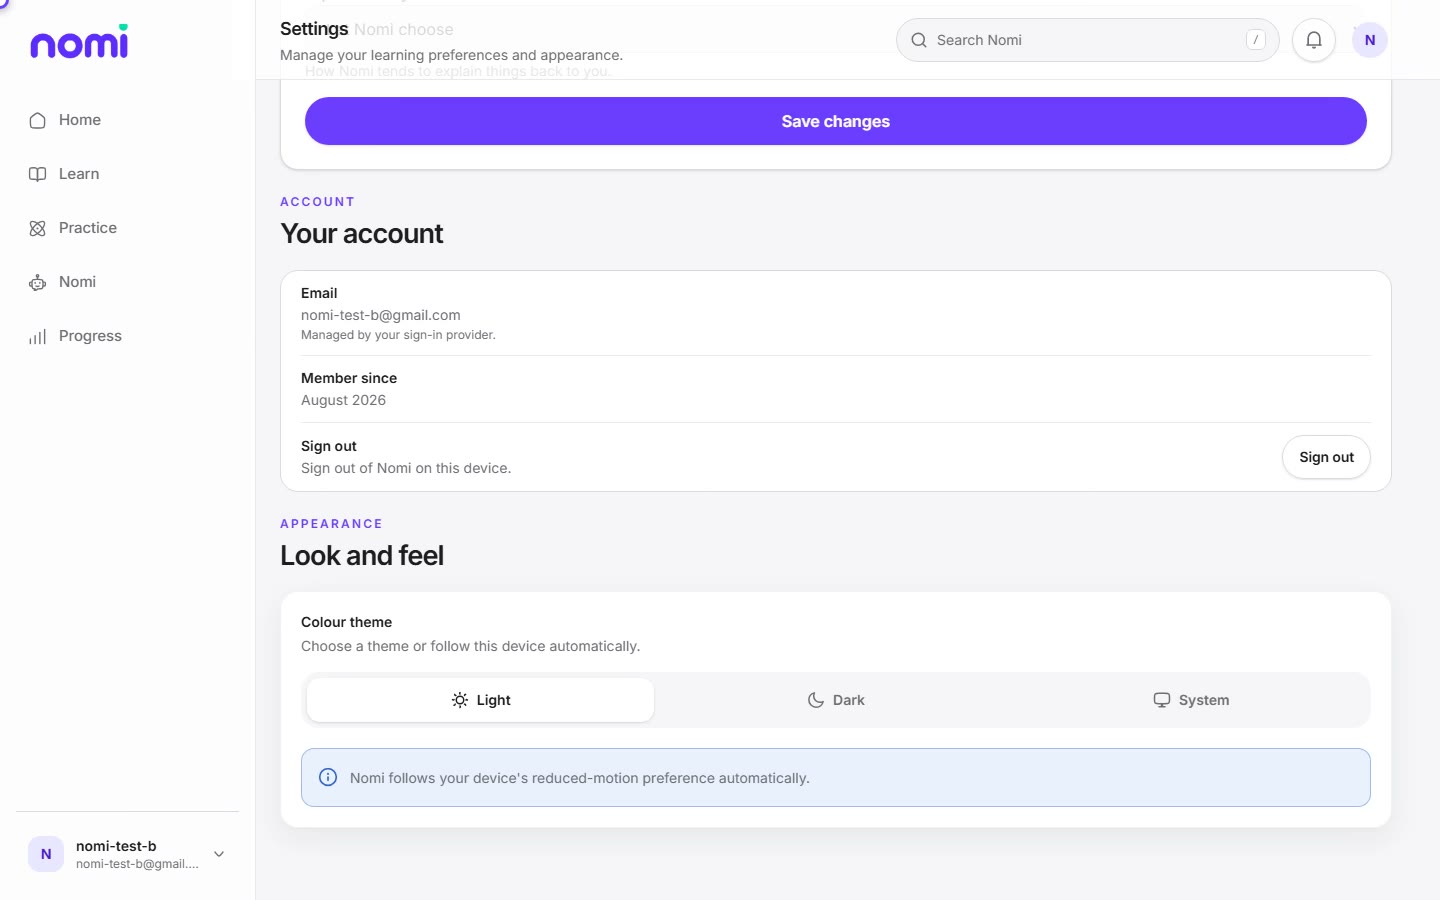 nomi
Home
Learn
Practice
Nomi
Progress
N
nomi-test-b
nomi-test-b@gmail....
Settings
Nomi choose
Manage your learning preferences and appearance.
How Nomi tends to explain things back to you.
Search Nomi
/
N
Save changes
ACCOUNT
Your account
Email
nomi-test-b@gmail.com
Managed by your sign-in provider.
Member since
August 2026
Sign out
Sign out of Nomi on this device.
Sign out
APPEARANCE
Look and feel
Colour theme
Choose a theme or follow this device automatically.
Light
Dark
System
Nomi follows your device's reduced-motion preference automatically.